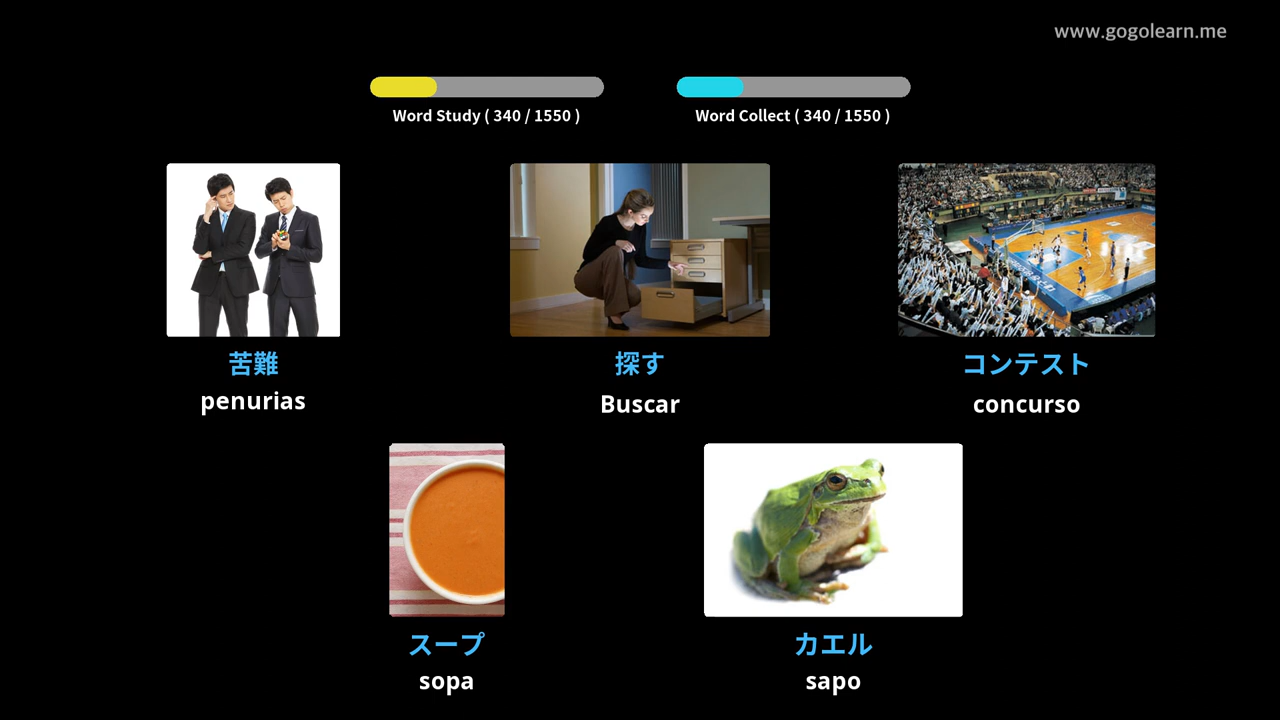 www.gogolearn.me
Word Study ( 340 / 1550 )
Word Collect ( 340 / 1550 )
苦難
penurias
探す
Buscar
コンテスト
concurso
スープ
sopa
カエル
sapo